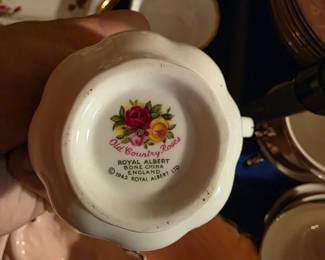 Old Country Roses
ROYAL ALBERT
BONE CHINA
ENGLAND
© 1962 ROYAL ALBERT LTD